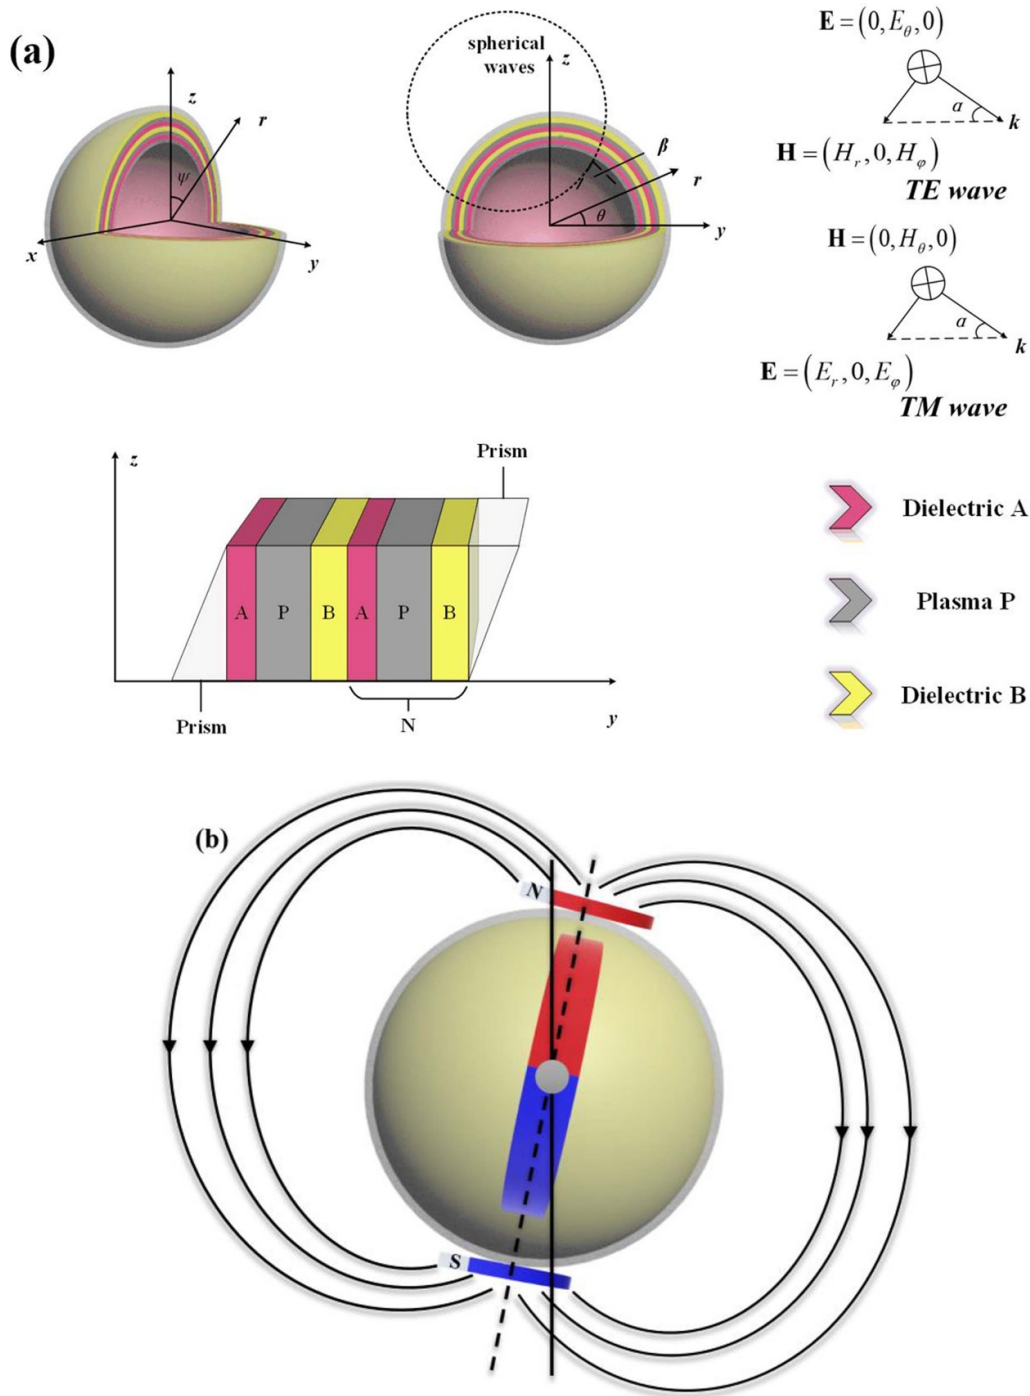 (a)
z
r
ψ
x
y
spherical
waves
z
β
r
θ
y
E = (0, E_θ, 0)
α
k
H = (H_r, 0, H_φ)
TE wave
H = (0, H_θ, 0)
α
k
E = (E_r, 0, E_φ)
TM wave
z
Prism
A P B A P B
Prism
N
y
Dielectric A
Plasma P
Dielectric B
(b)
N
S